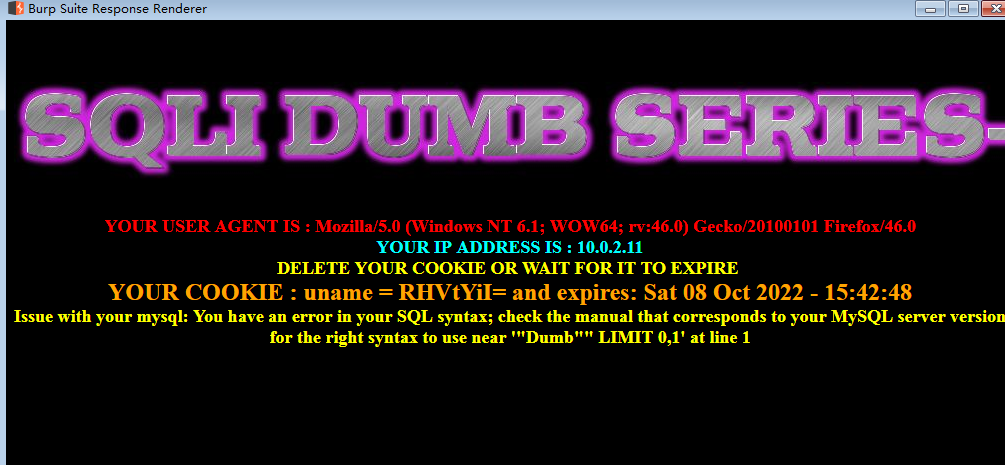 Burp Suite Response Renderer
SQLI DUMB SERIES-
YOUR USER AGENT IS : Mozilla/5.0 (Windows NT 6.1; WOW64; rv:46.0) Gecko/20100101 Firefox/46.0
YOUR IP ADDRESS IS : 10.0.2.11
DELETE YOUR COOKIE OR WAIT FOR IT TO EXPIRE
YOUR COOKIE : uname = RHVtYiI= and expires: Sat 08 Oct 2022 - 15:42:48
Issue with your mysql: You have an error in your SQL syntax; check the manual that corresponds to your MySQL server version
for the right syntax to use near '"Dumb"" LIMIT 0,1' at line 1